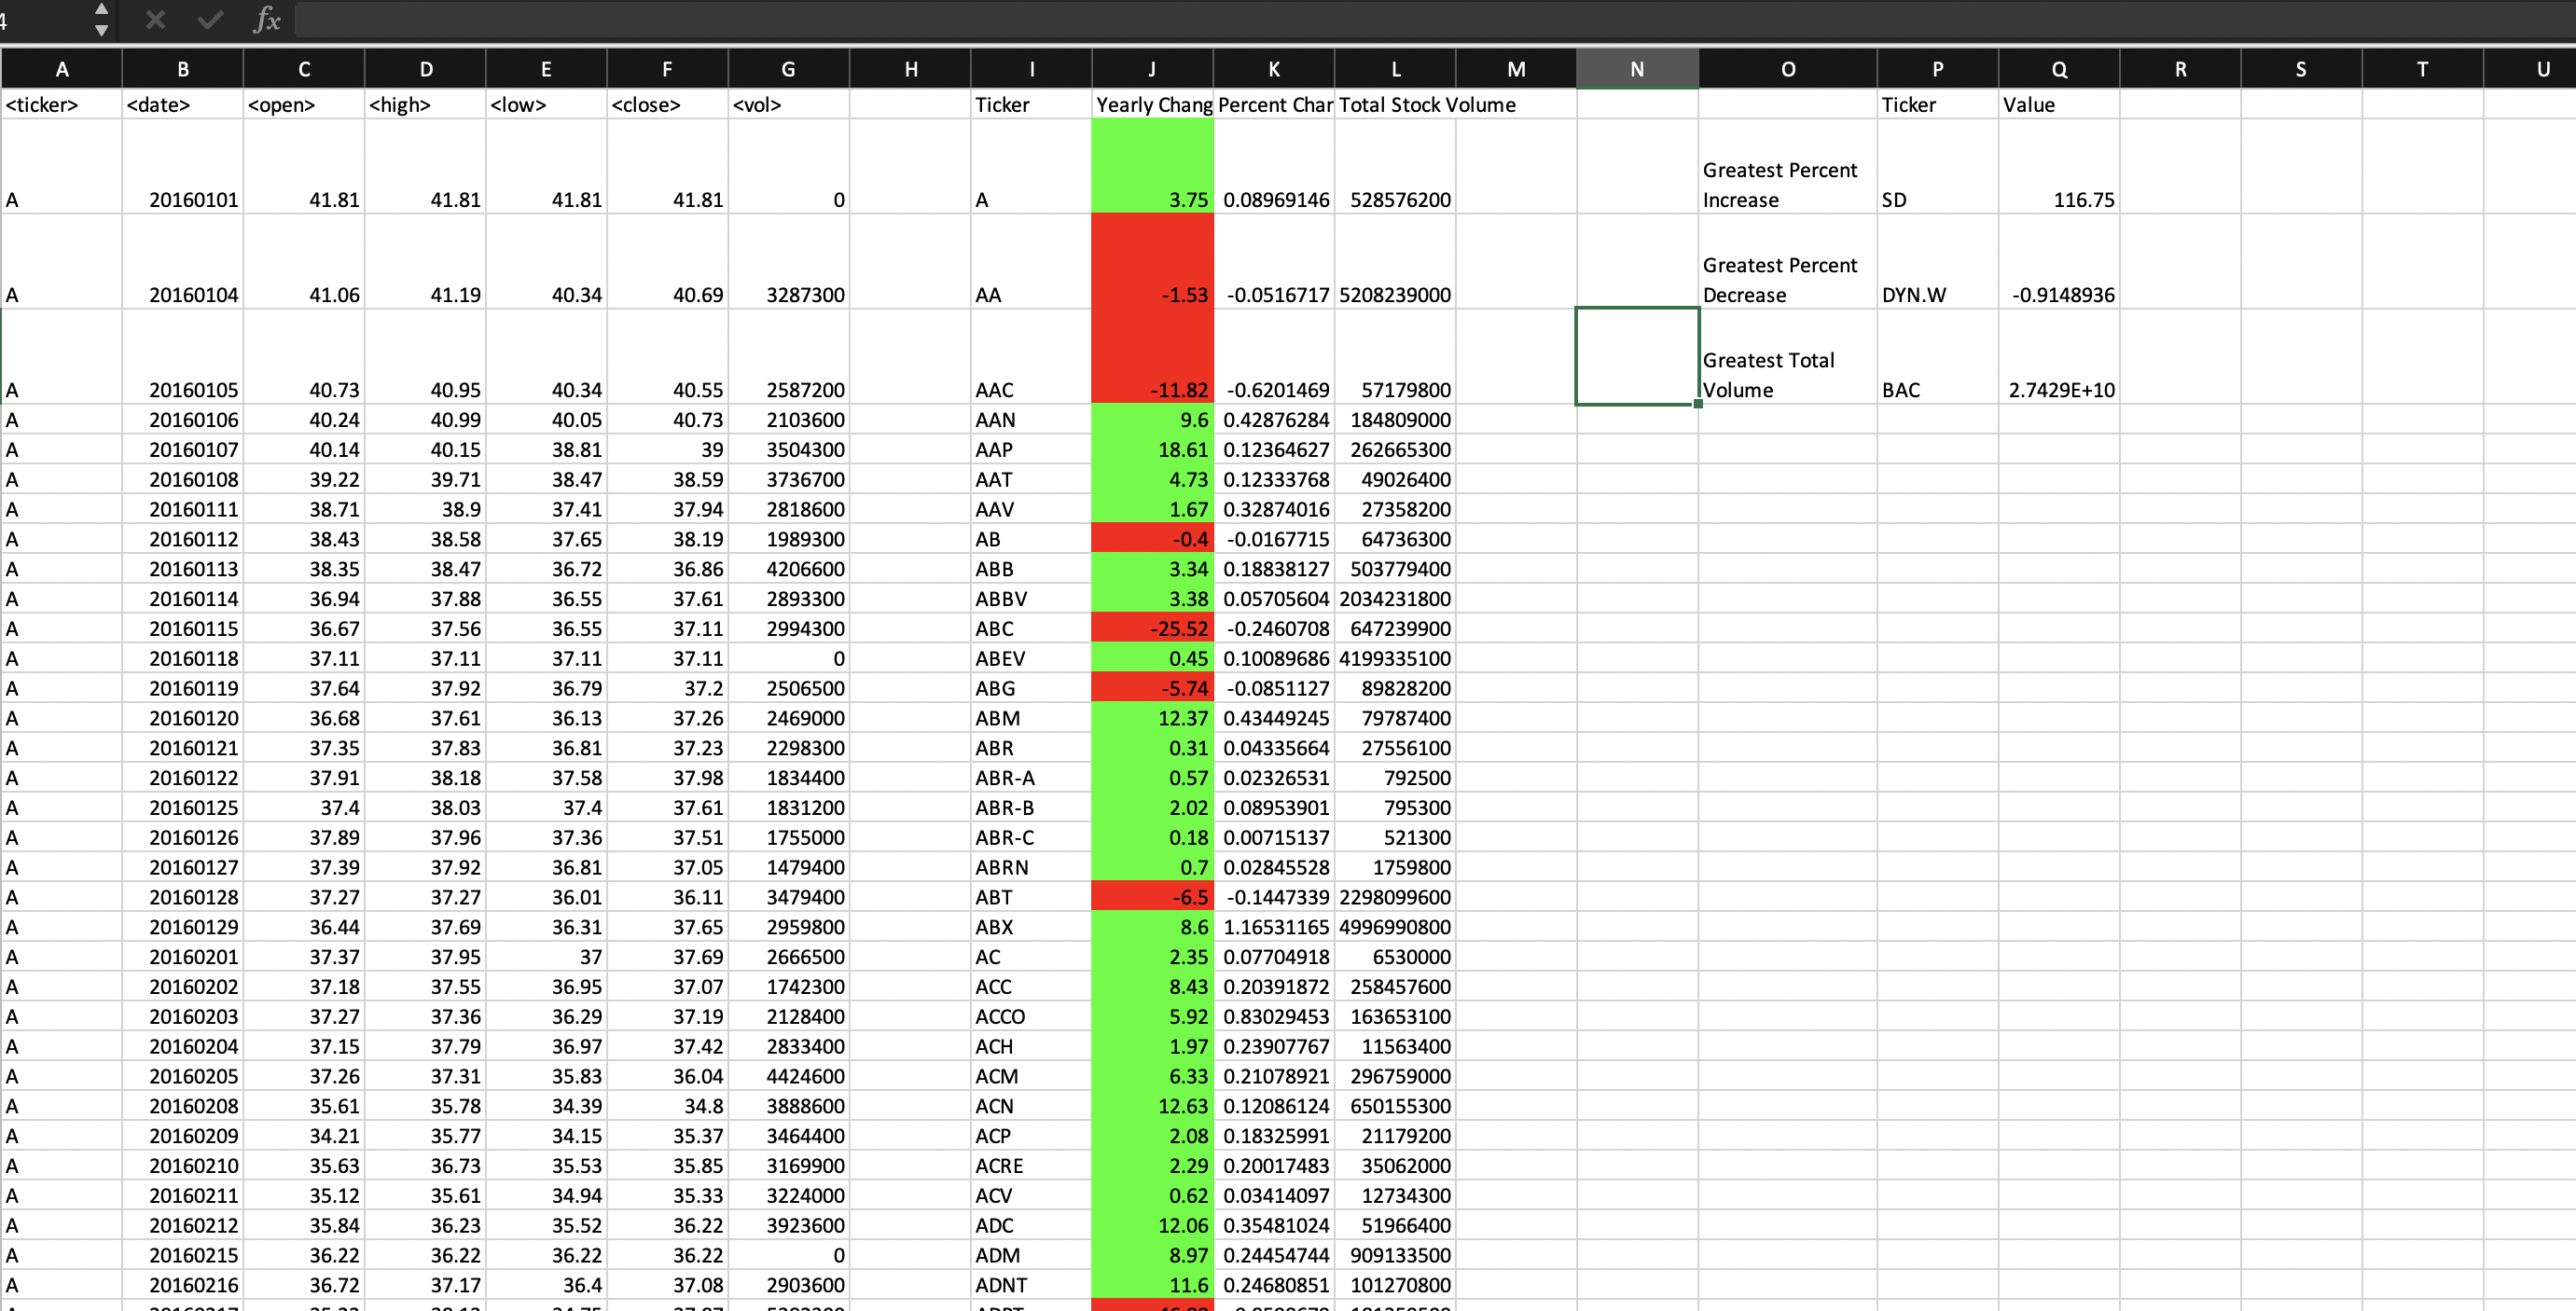 4
fx
A B C D E F G H I J K L M N O P Q R S T U
<ticker> <date> <open> <high> <low> <close> <vol> Ticker Yearly Chang Percent Char Total Stock Volume Ticker Value
A 20160101 41.81 41.81 41.81 41.81 0 A 3.75 0.08969146 528576200 Greatest Percent Increase SD 116.75
A 20160104 41.06 41.19 40.34 40.69 3287300 AA -1.53 -0.0516717 5208239000 Greatest Percent Decrease DYN.W -0.9148936
A 20160105 40.73 40.95 40.34 40.55 2587200 AAC -11.82 -0.6201469 57179800 Greatest Total Volume BAC 2.7429E+10
A 20160106 40.24 40.99 40.05 40.73 2103600 AAN 9.6 0.42876284 184809000
A 20160107 40.14 40.15 38.81 39 3504300 AAP 18.61 0.12364627 262665300
A 20160108 39.22 39.71 38.47 38.59 3736700 AAT 4.73 0.12333768 49026400
A 20160111 38.71 38.9 37.41 37.94 2818600 AAV 1.67 0.32874016 27358200
A 20160112 38.43 38.58 37.65 38.19 1989300 AB -0.4 -0.0167715 64736300
A 20160113 38.35 38.47 36.72 36.86 4206600 ABB 3.34 0.18838127 503779400
A 20160114 36.94 37.88 36.55 37.61 2893300 ABBV 3.38 0.05705604 2034231800
A 20160115 36.67 37.56 36.55 37.11 2994300 ABC -25.52 -0.2460708 647239900
A 20160118 37.11 37.11 37.11 37.11 0 ABEV 0.45 0.10089686 4199335100
A 20160119 37.64 37.92 36.79 37.2 2506500 ABG -5.74 -0.0851127 89828200
A 20160120 36.68 37.61 36.13 37.26 2469000 ABM 12.37 0.43449245 79787400
A 20160121 37.35 37.83 36.81 37.23 2298300 ABR 0.31 0.04335664 27556100
A 20160122 37.91 38.18 37.58 37.98 1834400 ABR-A 0.57 0.02326531 792500
A 20160125 37.4 38.03 37.4 37.61 1831200 ABR-B 2.02 0.08953901 795300
A 20160126 37.89 37.96 37.36 37.51 1755000 ABR-C 0.18 0.00715137 521300
A 20160127 37.39 37.92 36.81 37.05 1479400 ABRN 0.7 0.02845528 1759800
A 20160128 37.27 37.27 36.01 36.11 3479400 ABT -6.5 -0.1447339 2298099600
A 20160129 36.44 37.69 36.31 37.65 2959800 ABX 8.6 1.16531165 4996990800
A 20160201 37.37 37.95 37 37.69 2666500 AC 2.35 0.07704918 6530000
A 20160202 37.18 37.55 36.95 37.07 1742300 ACC 8.43 0.20391872 258457600
A 20160203 37.27 37.36 36.29 37.19 2128400 ACCO 5.92 0.83029453 163653100
A 20160204 37.15 37.79 36.97 37.42 2833400 ACH 1.97 0.23907767 11563400
A 20160205 37.26 37.31 35.83 36.04 4424600 ACM 6.33 0.21078921 296759000
A 20160208 35.61 35.78 34.39 34.8 3888600 ACN 12.63 0.12086124 650155300
A 20160209 34.21 35.77 34.15 35.37 3464400 ACP 2.08 0.18325991 21179200
A 20160210 35.63 36.73 35.53 35.85 3169900 ACRE 2.29 0.20017483 35062000
A 20160211 35.12 35.61 34.94 35.33 3224000 ACV 0.62 0.03414097 12734300
A 20160212 35.84 36.23 35.52 36.22 3923600 ADC 12.06 0.35481024 51966400
A 20160215 36.22 36.22 36.22 36.22 0 ADM 8.97 0.24454744 909133500
A 20160216 36.72 37.17 36.4 37.08 2903600 ADNT 11.6 0.24680851 101270800